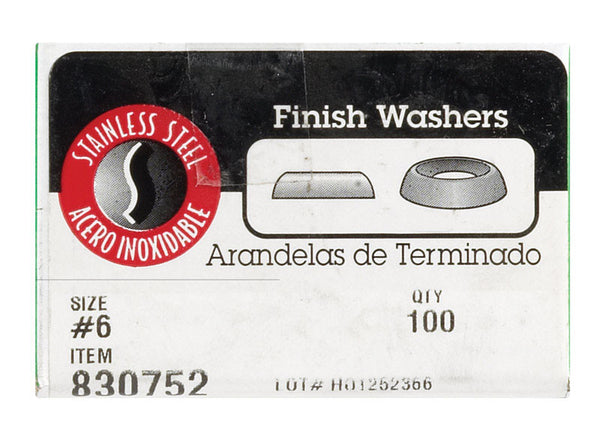 STAINLESS STEEL
ACERO INOXIDABLE
Finish Washers
Arandelas de Terminado
SIZE
#6
QTY
100
ITEM
830752
LOT# H01252366